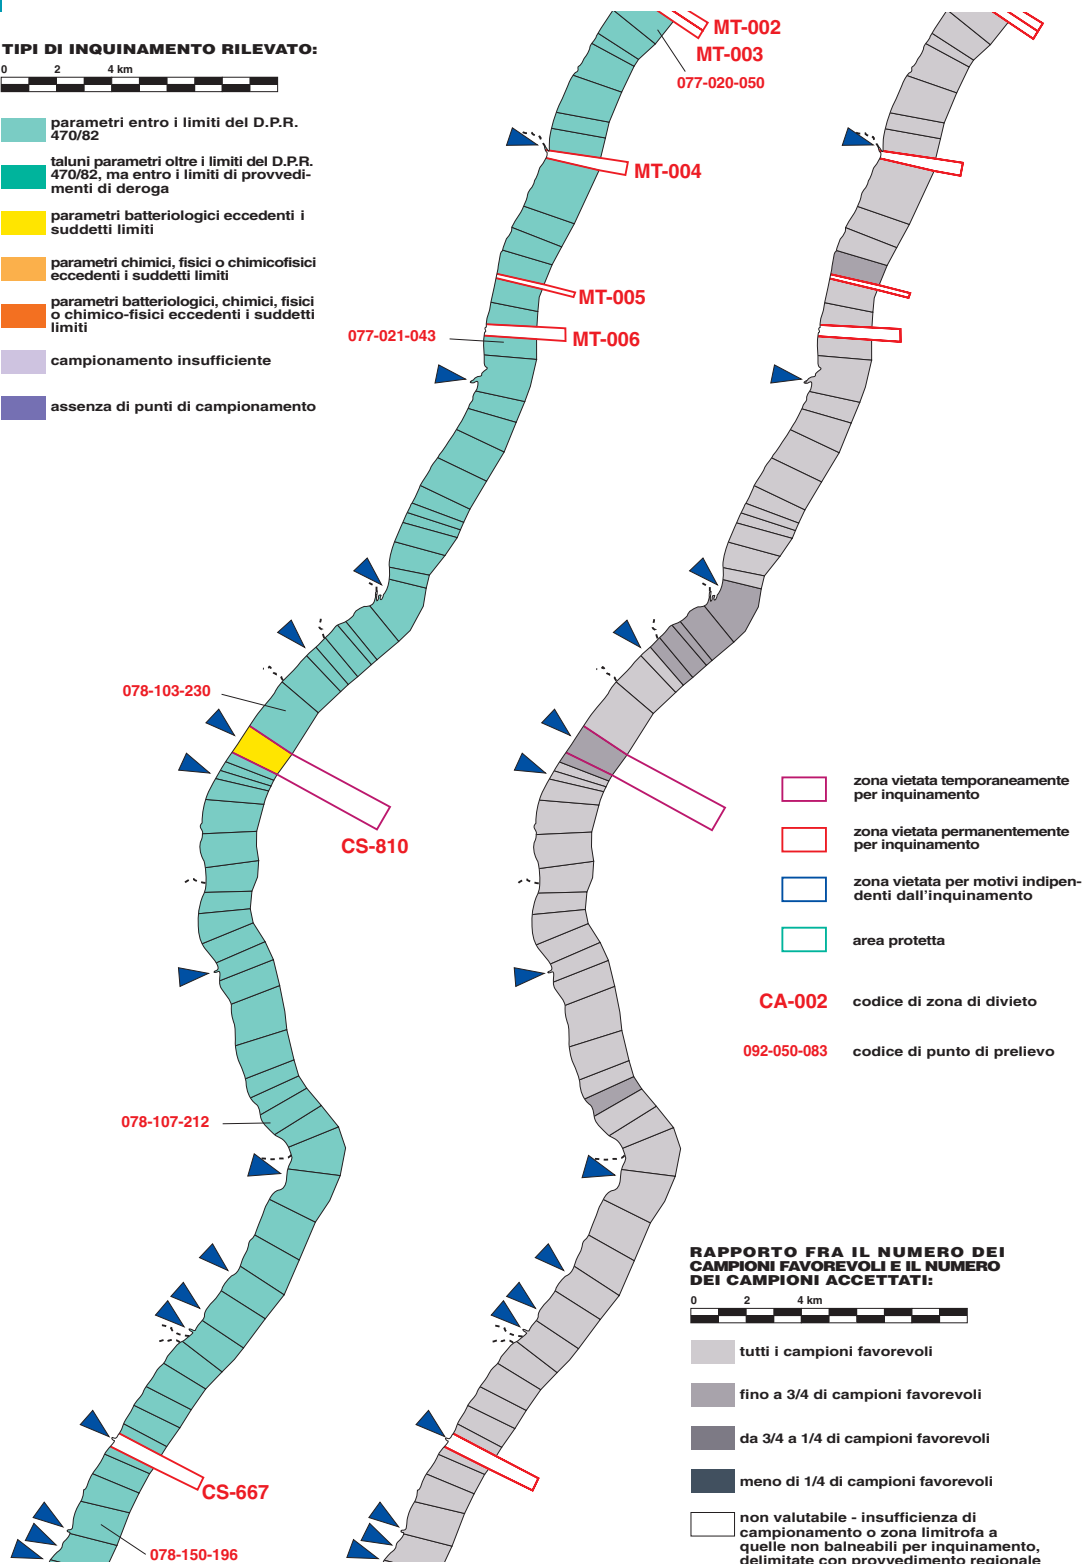 TIPI DI INQUINAMENTO RILEVATO:
0 2 4 km
parametri entro i limiti del D.P.R.
470/82
taluni parametri oltre i limiti del D.P.R.
470/82, ma entro i limiti di provvedi-
menti di deroga
parametri batteriologici eccedenti i
suddetti limiti
parametri chimici, fisici o chimicofisici
eccedenti i suddetti limiti
parametri batteriologici, chimici, fisici
o chimico-fisici eccedenti i suddetti
limiti
campionamento insufficiente
assenza di punti di campionamento
MT-002
MT-003
077-020-050
MT-004
MT-005
077-021-043
MT-006
078-103-230
CS-810
078-107-212
CS-667
078-150-196
zona vietata temporaneamente
per inquinamento
zona vietata permanentemente
per inquinamento
zona vietata per motivi indipen-
denti dall'inquinamento
area protetta
CA-002 codice di zona di divieto
092-050-083 codice di punto di prelievo
RAPPORTO FRA IL NUMERO DEI
CAMPIONI FAVOREVOLI E IL NUMERO
DEI CAMPIONI ACCETTATI:
0 2 4 km
tutti i campioni favorevoli
fino a 3/4 di campioni favorevoli
da 3/4 a 1/4 di campioni favorevoli
meno di 1/4 di campioni favorevoli
non valutabile - insufficienza di
campionamento o zona limitrofa a
quelle non balneabili per inquinamento,
delimitate con provvedimento regionale